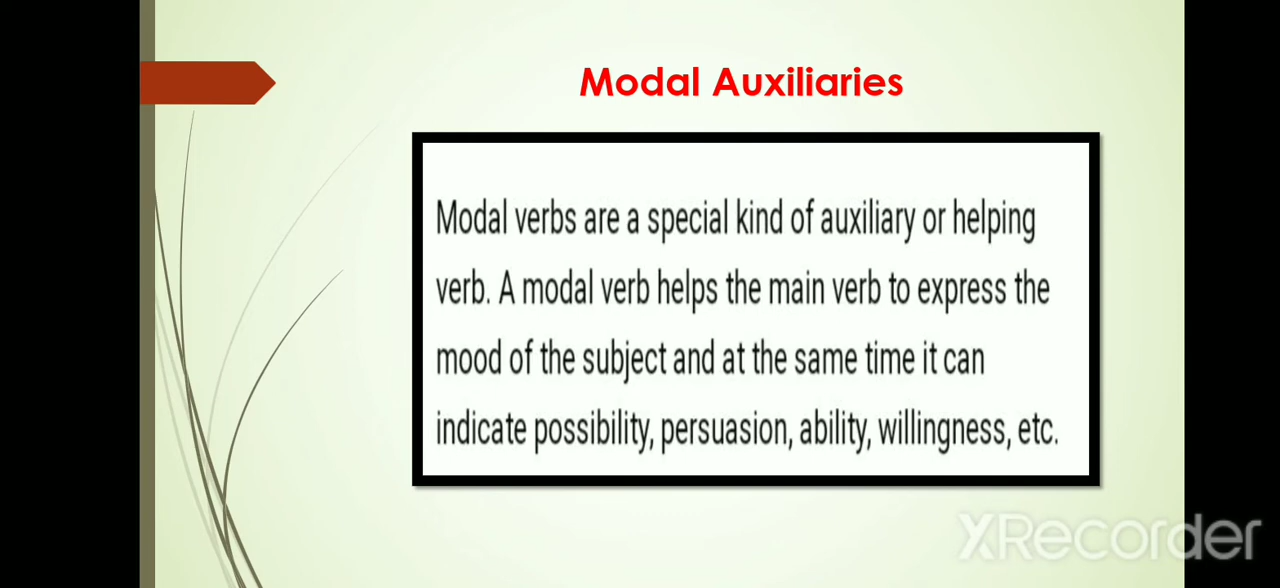 Modal Auxiliaries
Modal verbs are a special kind of auxiliary or helping
verb. A modal verb helps the main verb to express the
mood of the subject and at the same time it can
indicate possibility, persuasion, ability, willingness, etc.
XRecorder